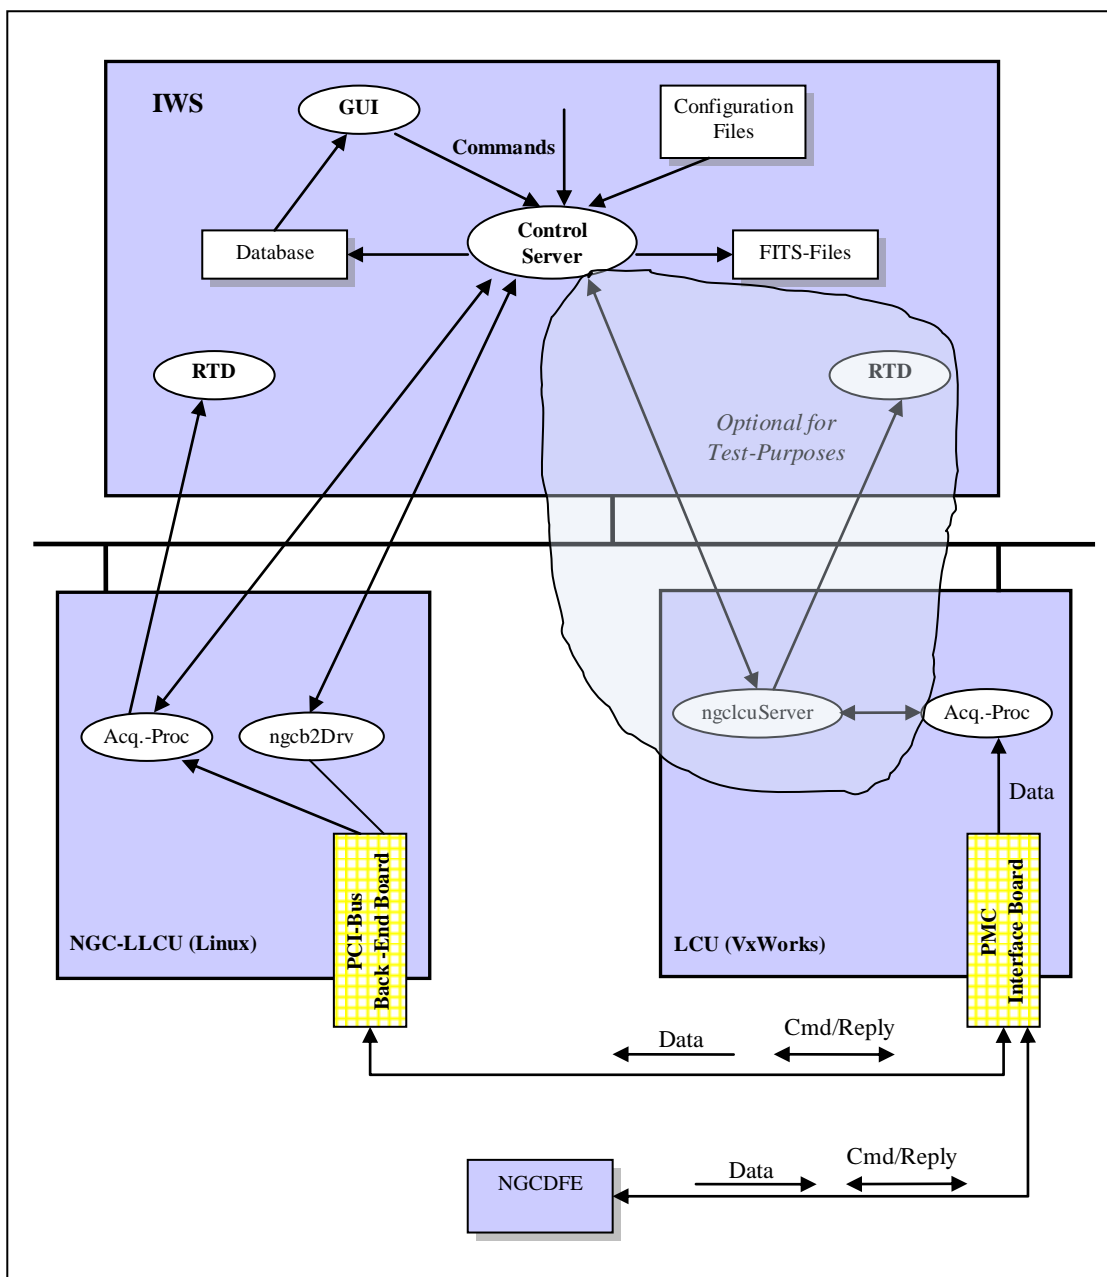 IWS
GUI
Commands
Configuration
Files
Control
Server
Database
FITS-Files
RTD
RTD
Optional for
Test-Purposes
Acq.-Proc
ngcb2Drv
ngclcuServer
Acq.-Proc
Data
PCI-Bus
Back -End Board
PMC
Interface Board
NGC-LLCU (Linux)
LCU (VxWorks)
Data
Cmd/Reply
NGCDFE
Data
Cmd/Reply